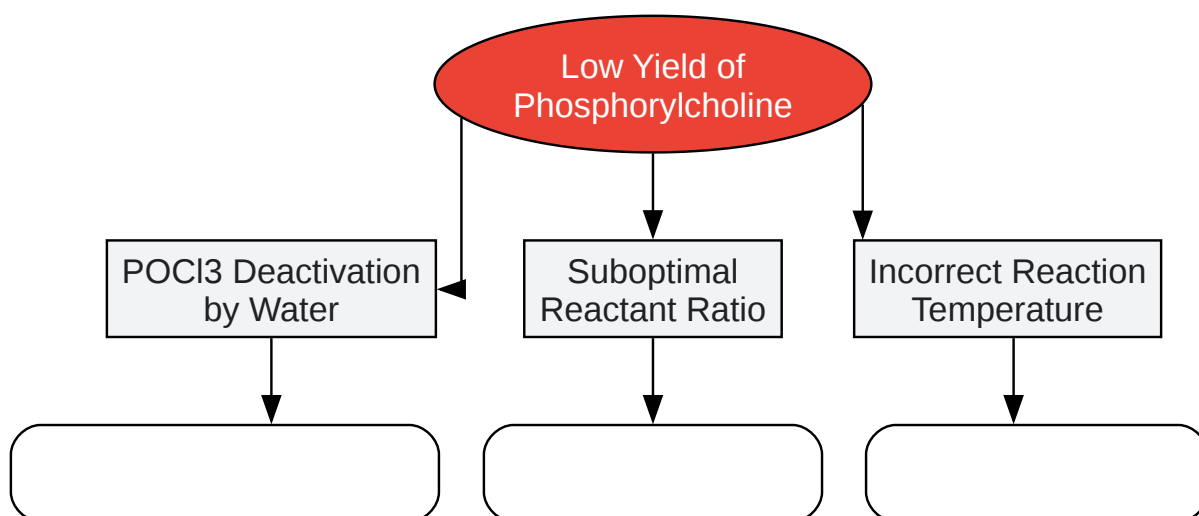 Low Yield of
Phosphorylcholine
POCl3 Deactivation
by Water
Suboptimal
Reactant Ratio
Incorrect Reaction
Temperature